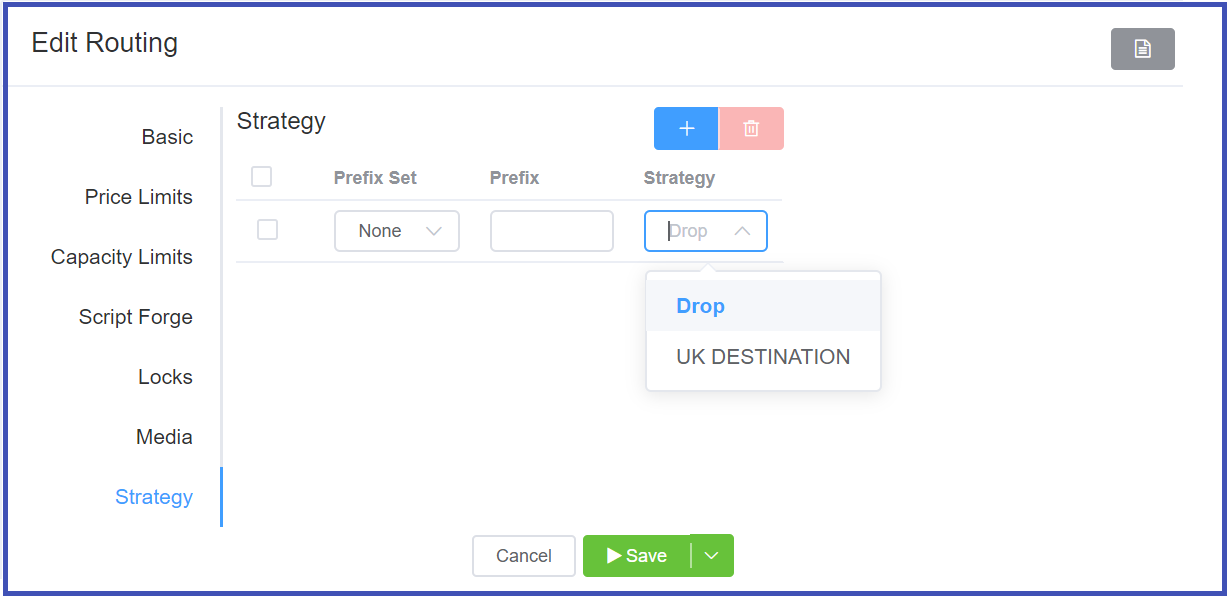 Edit Routing
Basic
Price Limits
Capacity Limits
Script Forge
Locks
Media
Strategy
Strategy
Prefix Set Prefix Strategy
None Drop
Drop
UK DESTINATION
Cancel Save